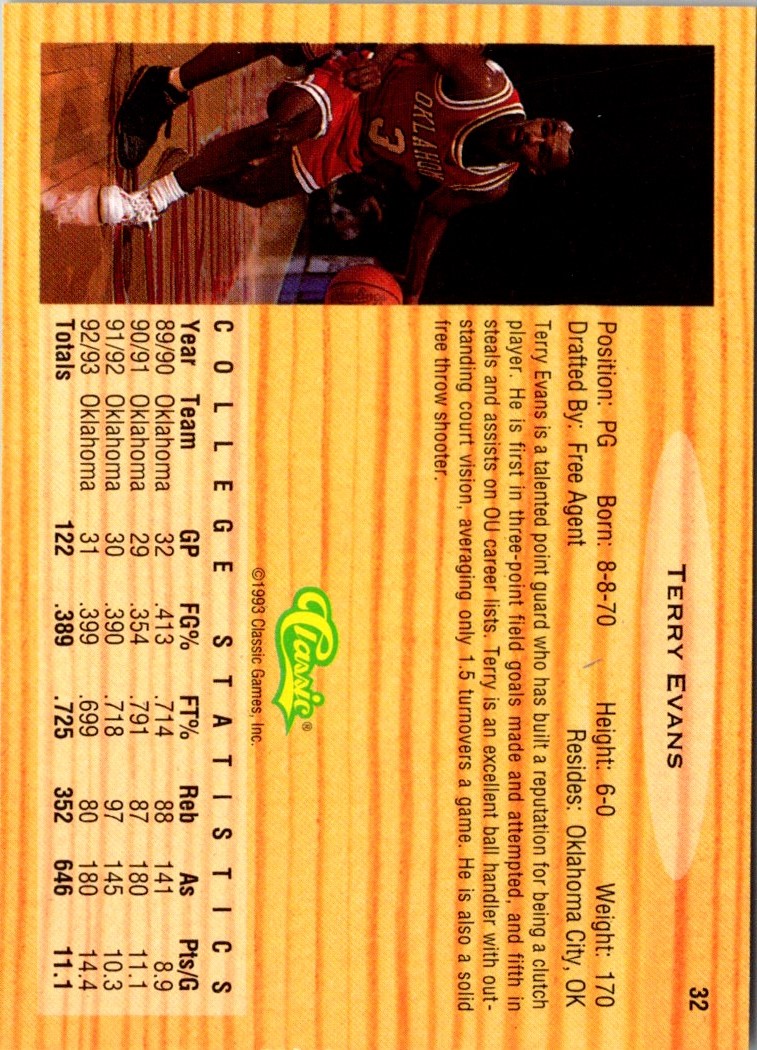 32
TERRY EVANS
Position: PG Born: 8-8-70 Height: 6-0 Weight: 170
Drafted By: Free Agent Resides: Oklahoma City, OK
Terry Evans is a talented point guard who has built a reputation for being a clutch
player. He is first in three-point field goals made and attempted, and fifth in
steals and assists on OU career lists. Terry is an excellent ball handler with out-
standing court vision, averaging only 1.5 turnovers a game. He is also a solid
free throw shooter.
OKLAHOM
3
Classic®
©1993 Classic Games, Inc.
COLLEGE STATISTICS
Year Team GP FG% FT% Reb As Pts/G
89/90 Oklahoma 32 .413 .714 88 141 8.9
90/91 Oklahoma 29 .354 .791 87 180 11.1
91/92 Oklahoma 30 .390 .718 97 145 10.3
92/93 Oklahoma 31 .399 .699 80 180 14.4
Totals 122 .389 .725 352 646 11.1